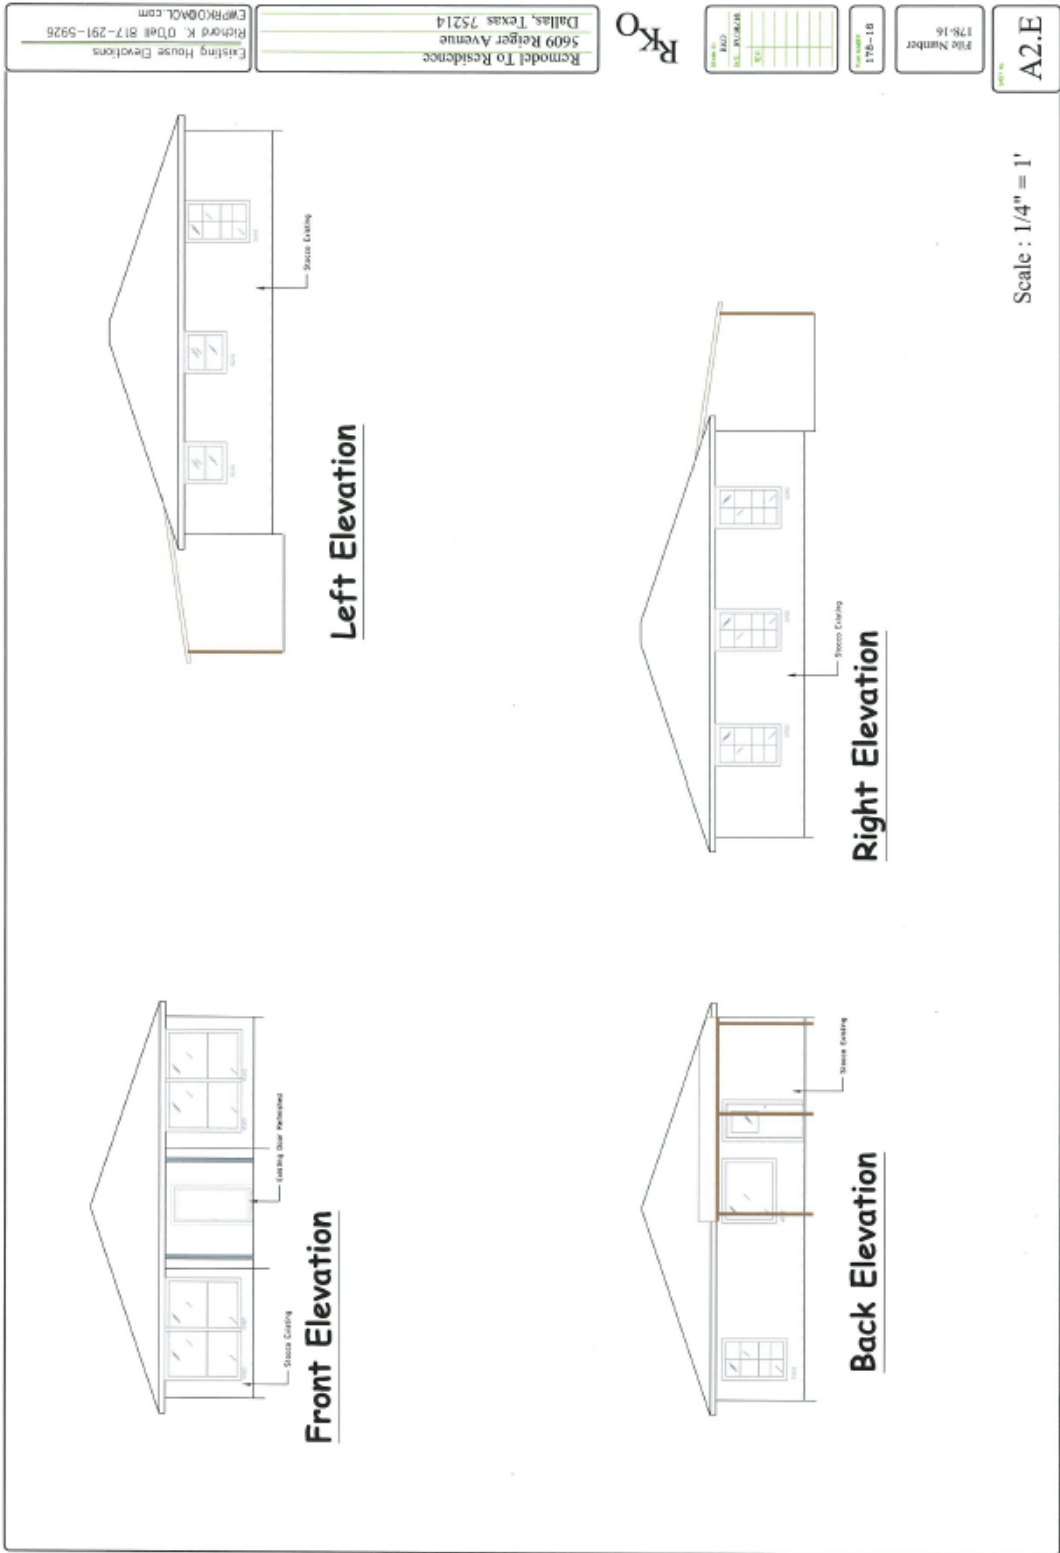 Existing House Elevations
Richard K. O'Dell 817-291-5926
EWPRKO@AOL.com
Remodel To Residence
5609 Reiger Avenue
Dallas, Texas 75214
RKO
178-16
File Number
178-16
A2.E
Scale : 1/4" = 1'
Stucco Existing
Left Elevation
Stucco Existing
Right Elevation
Existing Door Refinished
Stucco Existing
Front Elevation
Stucco Existing
Back Elevation